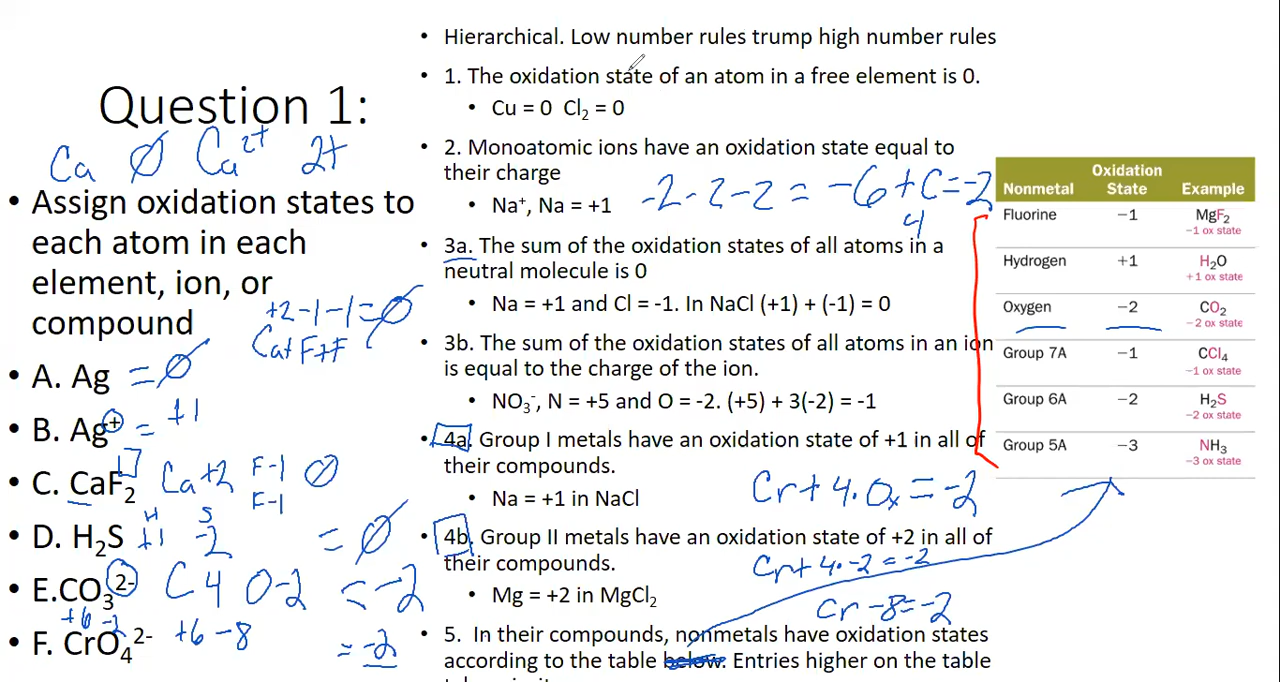 Question 1:
Ca ∅ Ca²⁺ 2+
• Assign oxidation states to
each atom in each
element, ion, or
compound
+2-1-1=∅
Ca+F+F
• A. Ag = ∅
• B. Ag⁺ = +1
• C. CaF₂ Ca+2 F-1 ∅
F-1
H S
• D. H₂S +1 -2 = ∅
• E.CO₃²⁻ C 4 O-2 = -2
+6 -2
• F. CrO₄²⁻ +6 -8 = -2
• Hierarchical. Low number rules trump high number rules
• 1. The oxidation state of an atom in a free element is 0.
• Cu = 0 Cl₂ = 0
• 2. Monoatomic ions have an oxidation state equal to
their charge
• Na⁺, Na = +1
-2-2-2 = -6+C=-2
4
• 3a. The sum of the oxidation states of all atoms in a
neutral molecule is 0
• Na = +1 and Cl = -1. In NaCl (+1) + (-1) = 0
• 3b. The sum of the oxidation states of all atoms in an ion
is equal to the charge of the ion.
• NO₃⁻, N = +5 and O = -2. (+5) + 3(-2) = -1
• 4a. Group I metals have an oxidation state of +1 in all of
their compounds.
• Na = +1 in NaCl
Cr+4·Ox=-2
• 4b. Group II metals have an oxidation state of +2 in all of
their compounds.
Cr+4·-2=-2
• Mg = +2 in MgCl₂
Cr-8=-2
• 5. In their compounds, nonmetals have oxidation states
according to the table below. Entries higher on the table
Nonmetal Oxidation State Example
Fluorine −1 MgF₂
−1 ox state
Hydrogen +1 H₂O
+1 ox state
Oxygen −2 CO₂
−2 ox state
Group 7A −1 CCl₄
−1 ox state
Group 6A −2 H₂S
−2 ox state
Group 5A −3 NH₃
−3 ox state